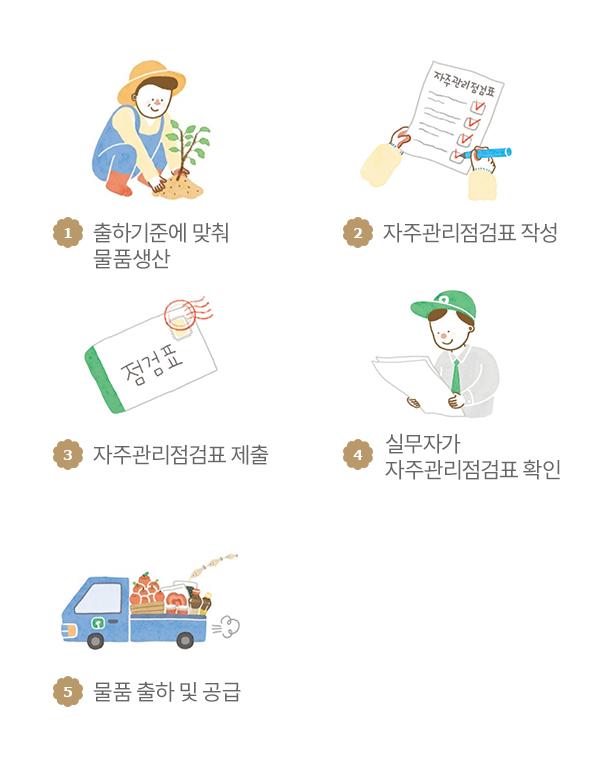 자주관리점검표
1 출하기준에 맞춰
물품생산
2 자주관리점검표 작성
점검표
3 자주관리점검표 제출
4 실무자가
자주관리점검표 확인
5 물품 출하 및 공급